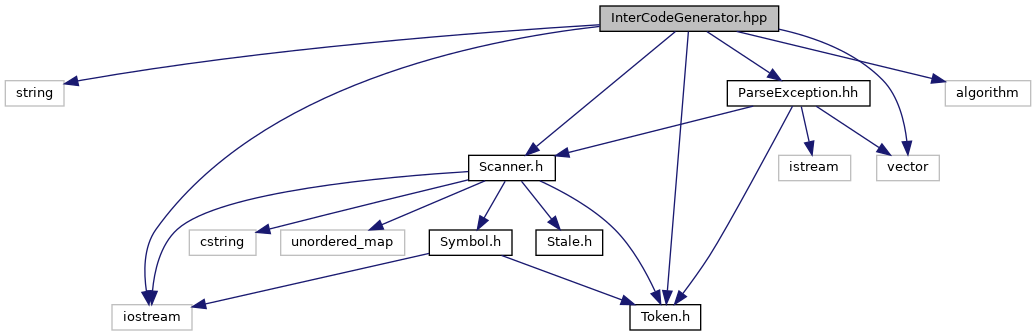 InterCodeGenerator.hpp
string
ParseException.hh
algorithm
Scanner.h
istream
vector
cstring
unordered_map
Symbol.h
Stale.h
iostream
Token.h